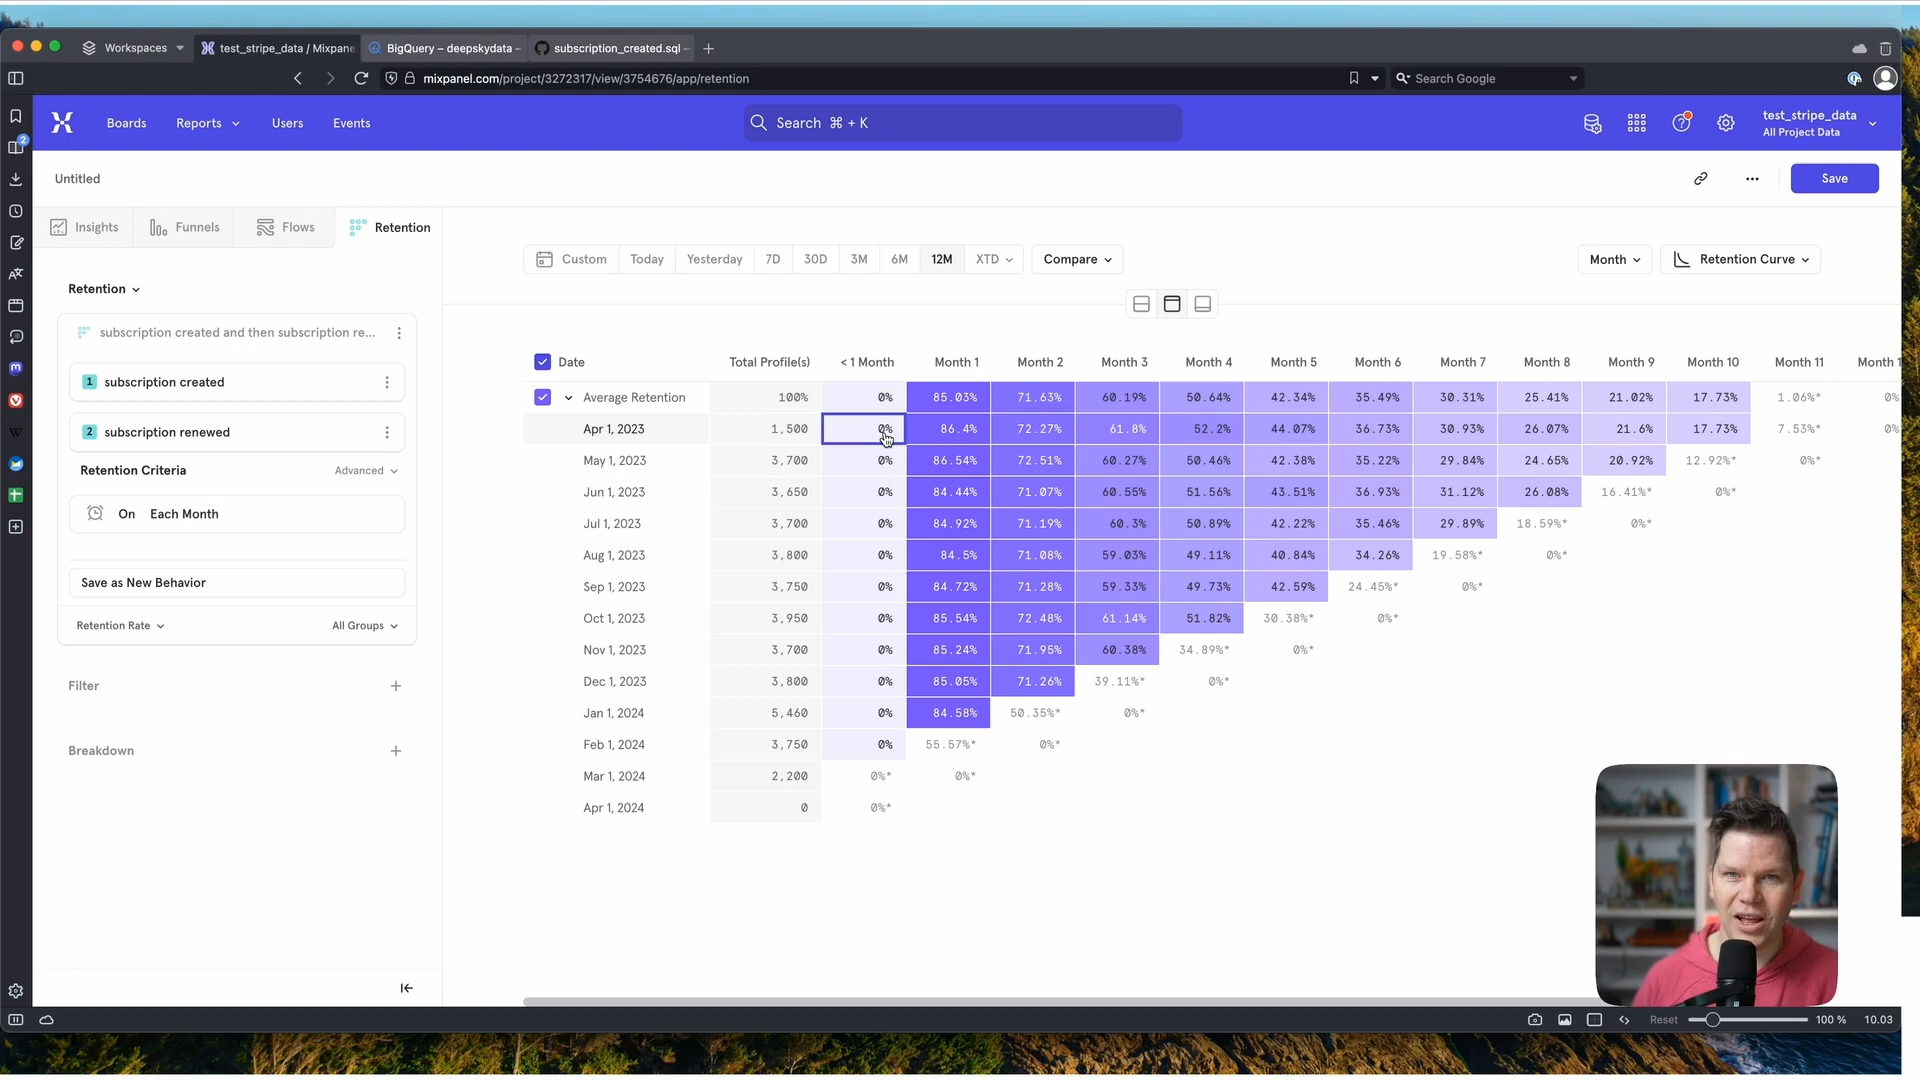 Workspaces
test_stripe_data / Mixpane
BigQuery – deepskydata -
subscription_created.sql -
mixpanel.com/project/3272317/view/3754676/app/retention
Search Google
2
Boards
Reports
Users
Events
Search ⌘ + K
test_stripe_data
All Project Data
Untitled
Save
Insights
Funnels
Flows
Retention
Custom
Today
Yesterday
7D
30D
3M
6M
12M
XTD
Compare
Month
Retention Curve
Retention
subscription created and then subscription re...
1 subscription created
2 subscription renewed
Retention Criteria
Advanced
On Each Month
Save as New Behavior
Retention Rate
All Groups
Filter
Breakdown
Date Total Profile(s) < 1 Month Month 1 Month 2 Month 3 Month 4 Month 5 Month 6 Month 7 Month 8 Month 9 Month 10 Month 11 Month 1
Average Retention 100% 0% 85.03% 71.63% 60.19% 50.64% 42.34% 35.49% 30.31% 25.41% 21.02% 17.73% 1.06%* 0%
Apr 1, 2023 1,500 0% 86.4% 72.27% 61.8% 52.2% 44.07% 36.73% 30.93% 26.07% 21.6% 17.73% 7.53%* 0%
May 1, 2023 3,700 0% 86.54% 72.51% 60.27% 50.46% 42.38% 35.22% 29.84% 24.65% 20.92% 12.92%* 0%*
Jun 1, 2023 3,650 0% 84.44% 71.07% 60.55% 51.56% 43.51% 36.93% 31.12% 26.08% 16.41%* 0%*
Jul 1, 2023 3,700 0% 84.92% 71.19% 60.3% 50.89% 42.22% 35.46% 29.89% 18.59%* 0%*
Aug 1, 2023 3,800 0% 84.5% 71.08% 59.03% 49.11% 40.84% 34.26% 19.58%* 0%*
Sep 1, 2023 3,750 0% 84.72% 71.28% 59.33% 49.73% 42.59% 24.45%* 0%*
Oct 1, 2023 3,950 0% 85.54% 72.48% 61.14% 51.82% 30.38%* 0%*
Nov 1, 2023 3,700 0% 85.24% 71.95% 60.38% 34.89%* 0%*
Dec 1, 2023 3,800 0% 85.05% 71.26% 39.11%* 0%*
Jan 1, 2024 5,460 0% 84.58% 50.35%* 0%*
Feb 1, 2024 3,750 0% 55.57%* 0%*
Mar 1, 2024 2,200 0%* 0%*
Apr 1, 2024 0 0%*
Reset
100 %
10.03